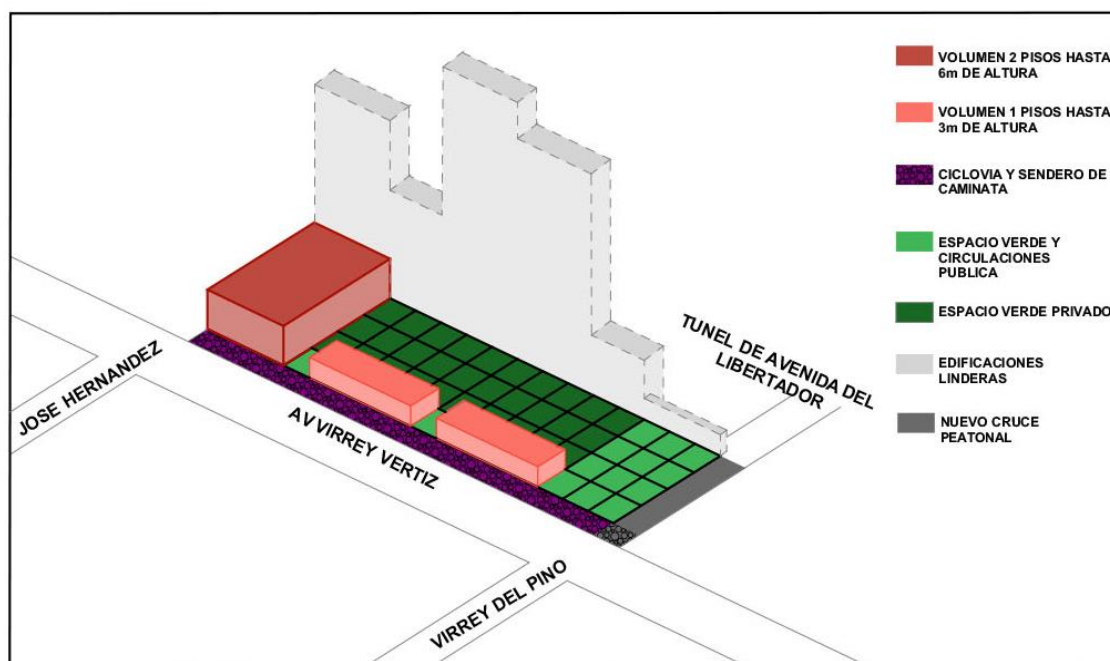 VOLUMEN 2 PISOS HASTA
6m DE ALTURA
VOLUMEN 1 PISOS HASTA
3m DE ALTURA
CICLOVIA Y SENDERO DE
CAMINATA
ESPACIO VERDE Y
CIRCULACIONES
PUBLICA
ESPACIO VERDE PRIVADO
EDIFICACIONES
LINDERAS
NUEVO CRUCE
PEATONAL
TUNEL DE AVENIDA DEL
LIBERTADOR
JOSE HERNANDEZ
AV VIRREY VERTIZ
VIRREY DEL PINO